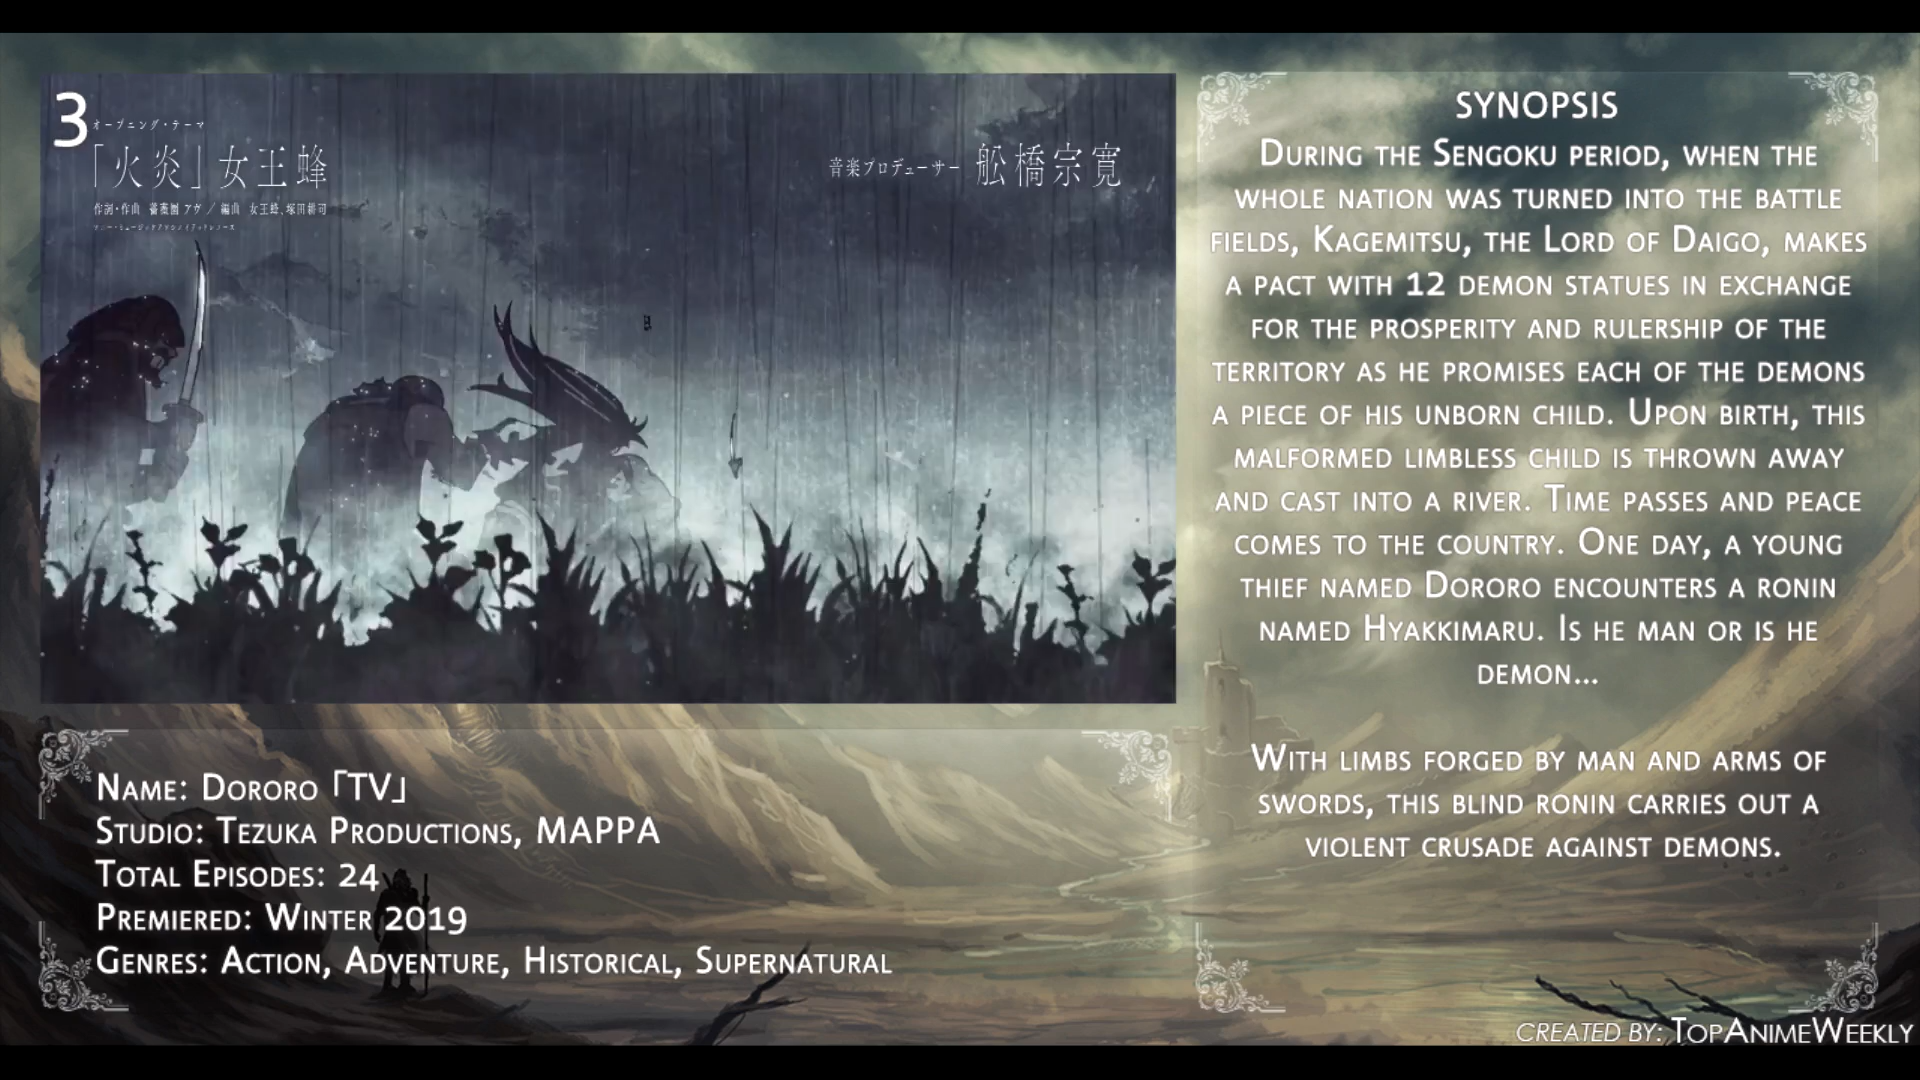 3
オープニング・テーマ
「火炎」女王蜂
作詞・作曲 薔薇園アヴ / 編曲 女王蜂、塚田耕司
音楽プロデューサー 舩橋宗寛
SYNOPSIS
During the Sengoku period, when the
whole nation was turned into the battle
fields, Kagemitsu, the Lord of Daigo, makes
a pact with 12 demon statues in exchange
for the prosperity and rulership of the
territory as he promises each of the demons
a piece of his unborn child. Upon birth, this
malformed limbless child is thrown away
and cast into a river. Time passes and peace
comes to the country. One day, a young
thief named Dororo encounters a ronin
named Hyakkimaru. Is he man or is he
demon...
With limbs forged by man and arms of
swords, this blind ronin carries out a
violent crusade against demons.
Name: Dororo「TV」
Studio: Tezuka Productions, MAPPA
Total Episodes: 24
Premiered: Winter 2019
Genres: Action, Adventure, Historical, Supernatural
CREATED BY: TopAnimeWeekly